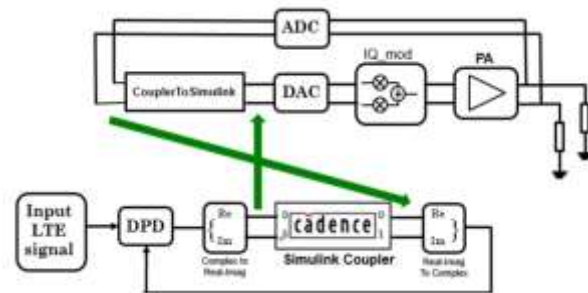 ADC
IQ_mod
PA
CouplerToSimulink
DAC
Input
LTE
signal
DPD
Re
Im
Complex to
Real-Imag
cādence
Simulink Coupler
Re
Im
Real-Imag
To Complex